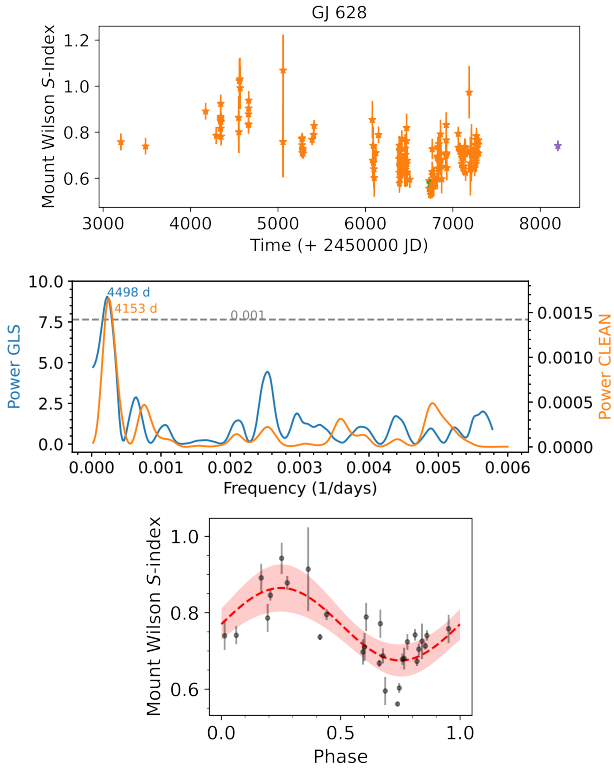 GJ 628
1.2
1.0
0.8
0.6
Mount Wilson S-Index
3000 4000 5000 6000 7000 8000
Time (+ 2450000 JD)
10.0
7.5
5.0
2.5
0.0
Power GLS
4498 d
4153 d
0.001
0.0015
0.0010
0.0005
0.0000
Power CLEAN
0.000 0.001 0.002 0.003 0.004 0.005 0.006
Frequency (1/days)
1.0
0.8
0.6
Mount Wilson S-index
0.0 0.5 1.0
Phase